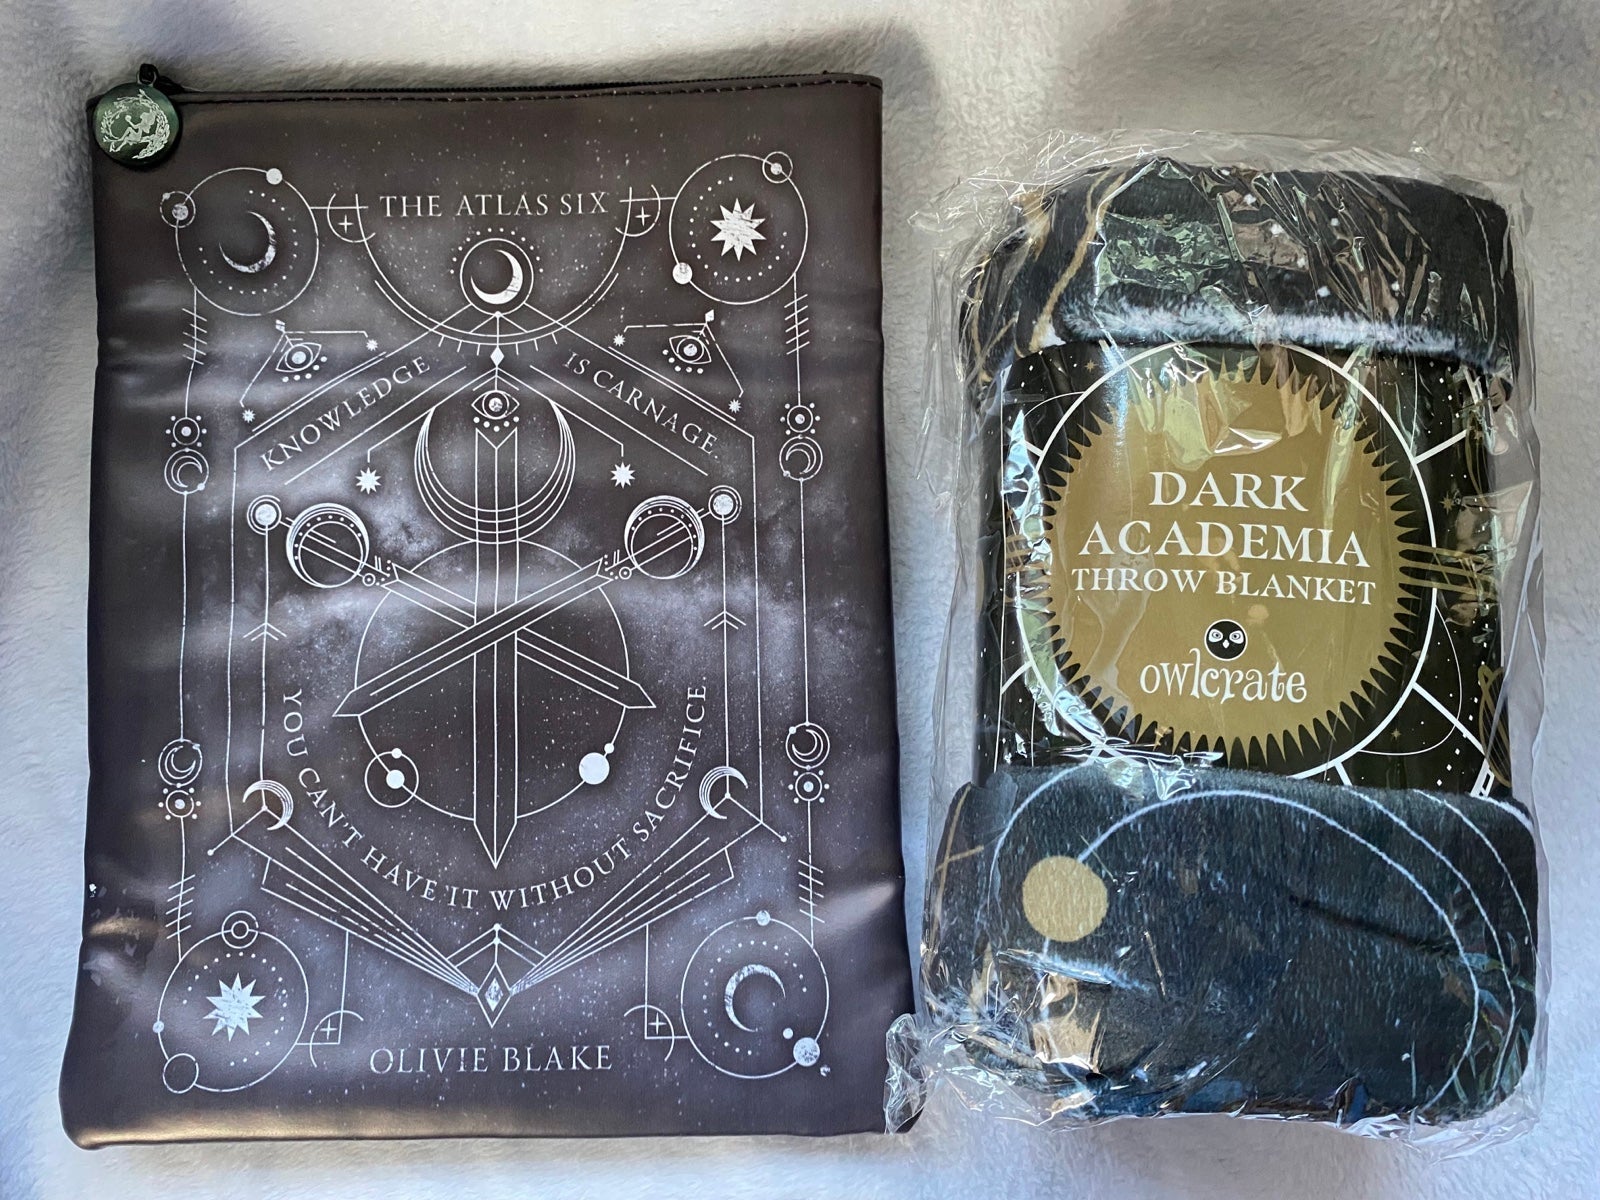 THE ATLAS SIX
KNOWLEDGE
IS CARNAGE.
YOU CAN'T HAVE IT WITHOUT SACRIFICE
OLIVIE BLAKE
DARK
ACADEMIA
THROW BLANKET
owlcrate